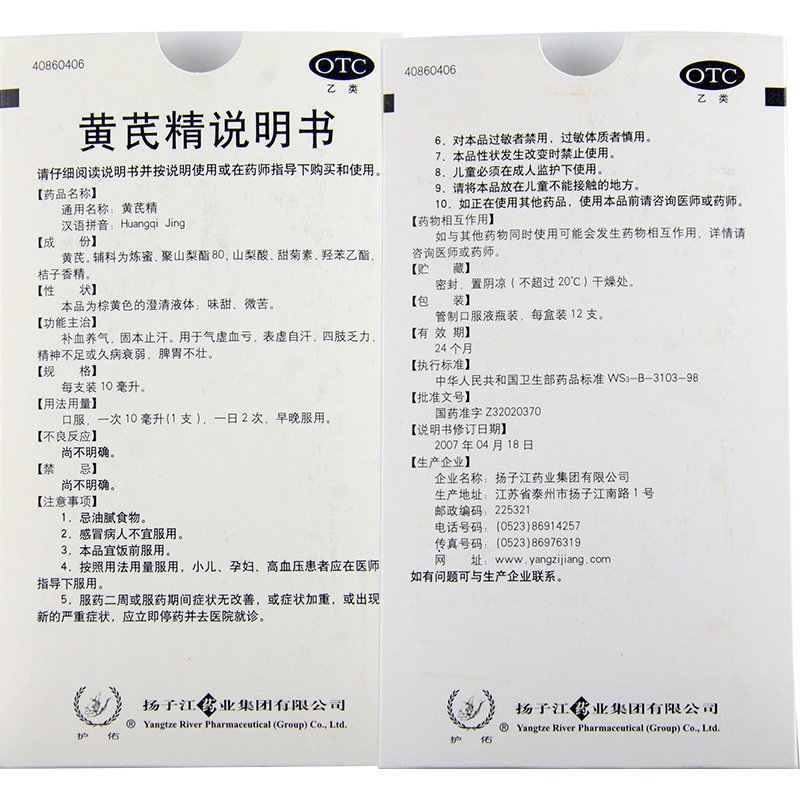 40860406
OTC
乙类
黄芪精说明书
请仔细阅读说明书并按说明使用或在药师指导下购买和使用。
【药品名称】
通用名称：黄芪精
汉语拼音：Huangqi Jing
【成 份】
黄芪。辅料为炼蜜、聚山梨酯80、山梨酸、甜菊素、羟苯乙酯、
桔子香精。
【性 状】
本品为棕黄色的澄清液体；味甜、微苦。
【功能主治】
补血养气，固本止汗。用于气虚血亏，表虚自汗，四肢乏力，
精神不足或久病衰弱，脾胃不壮。
【规 格】
每支装10毫升。
【用法用量】
口服，一次10毫升(1支)，一日2次，早晚服用。
【不良反应】
尚不明确。
【禁 忌】
尚不明确。
【注意事项】
1．忌油腻食物。
2．感冒病人不宜服用。
3．本品宜饭前服用。
4．按照用法用量服用，小儿、孕妇、高血压患者应在医师
指导下服用。
5．服药二周或服药期间症状无改善，或症状加重，或出现
新的严重症状，应立即停药并去医院就诊。
护佑
®
扬子江药业集团有限公司
Yangtze River Pharmaceutical (Group) Co., Ltd.
40860406
OTC
乙类
6．对本品过敏者禁用，过敏体质者慎用。
7．本品性状发生改变时禁止使用。
8．儿童必须在成人监护下使用。
9．请将本品放在儿童不能接触的地方。
10．如正在使用其他药品，使用本品前请咨询医师或药师。
【药物相互作用】
如与其他药物同时使用可能会发生药物相互作用，详情请
咨询医师或药师。
【贮 藏】
密封，置阴凉（不超过20℃）干燥处。
【包 装】
管制口服液瓶装，每盒装12支。
【有 效 期】
24个月
【执行标准】
中华人民共和国卫生部药品标准 WS₃-B-3103-98
【批准文号】
国药准字Z32020370
【说明书修订日期】
2007年04月18日
【生产企业】
企业名称：扬子江药业集团有限公司
生产地址：江苏省泰州市扬子江南路1号
邮政编码：225321
电话号码：(0523)86914257
传真号码：(0523)86976319
网 址：www.yangzijiang.com
如有问题可与生产企业联系。
护佑
®
扬子江药业集团有限公司
Yangtze River Pharmaceutical (Group) Co., Ltd.